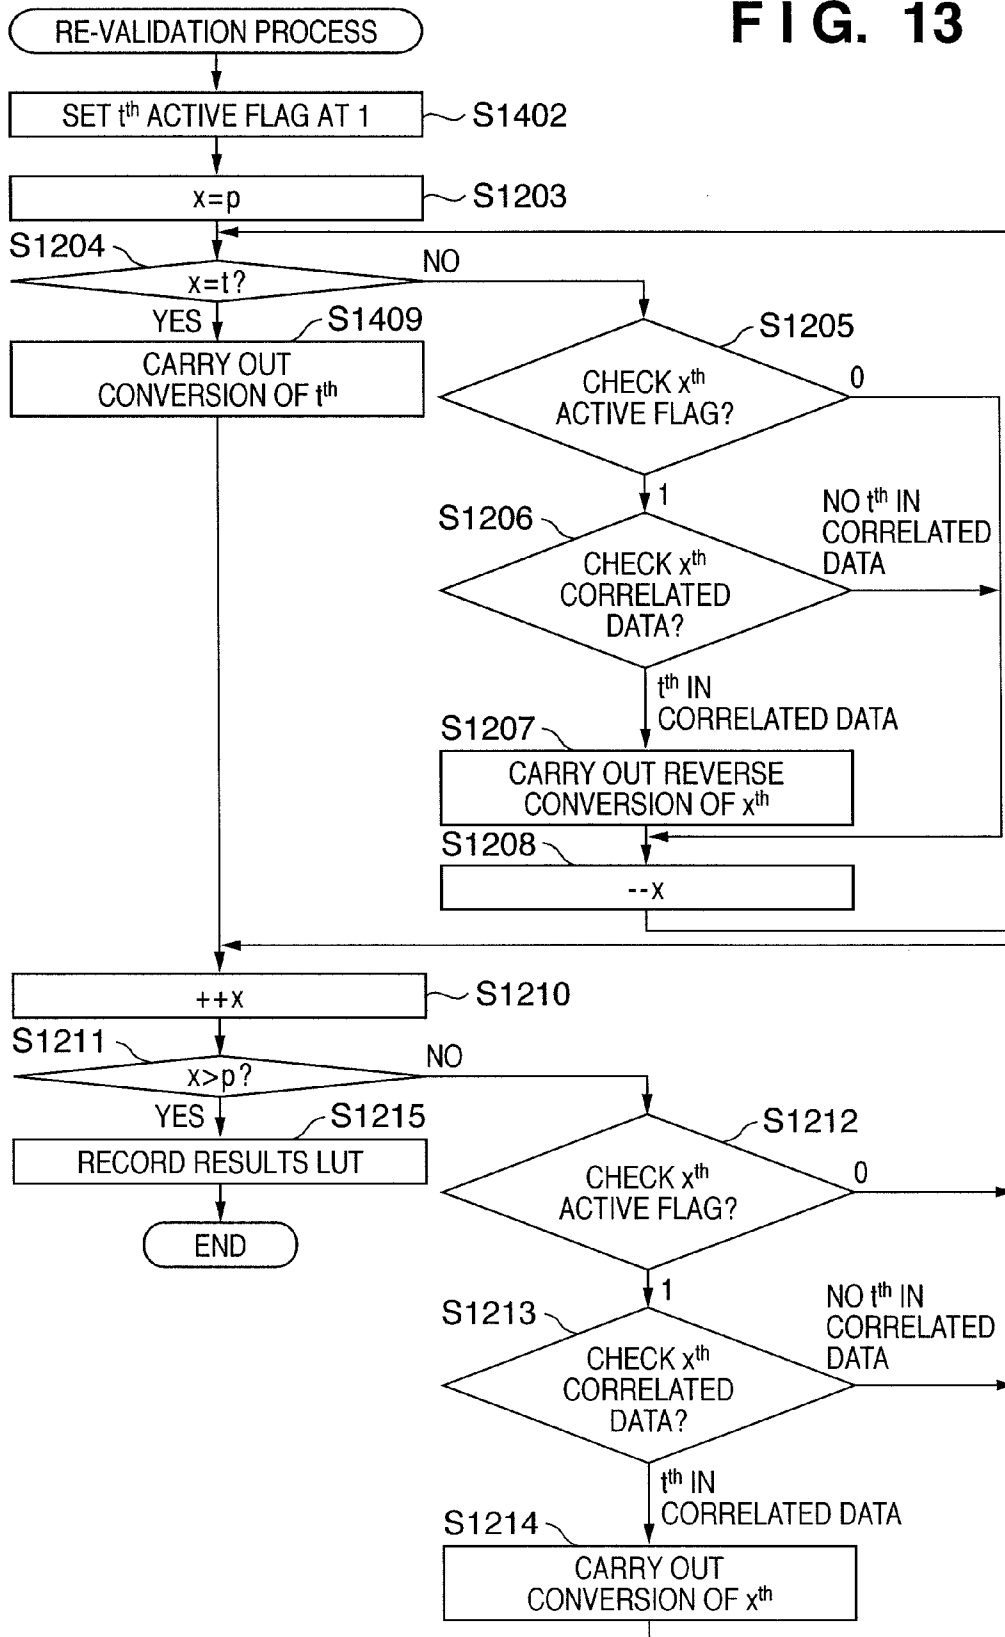 FIG. 13
RE-VALIDATION PROCESS
SET tth ACTIVE FLAG AT 1
S1402
x=p
S1203
S1204
x=t?
NO
YES
S1409
CARRY OUT
CONVERSION OF tth
S1205
CHECK xth
ACTIVE FLAG?
0
1
S1206
CHECK xth
CORRELATED
DATA?
NO tth IN
CORRELATED
DATA
tth IN
CORRELATED DATA
S1207
CARRY OUT REVERSE
CONVERSION OF xth
S1208
--x
++x
S1210
S1211
x>p?
NO
YES
S1215
RECORD RESULTS LUT
END
S1212
CHECK xth
ACTIVE FLAG?
0
1
S1213
CHECK xth
CORRELATED
DATA?
NO tth IN
CORRELATED
DATA
tth IN
CORRELATED DATA
S1214
CARRY OUT
CONVERSION OF xth